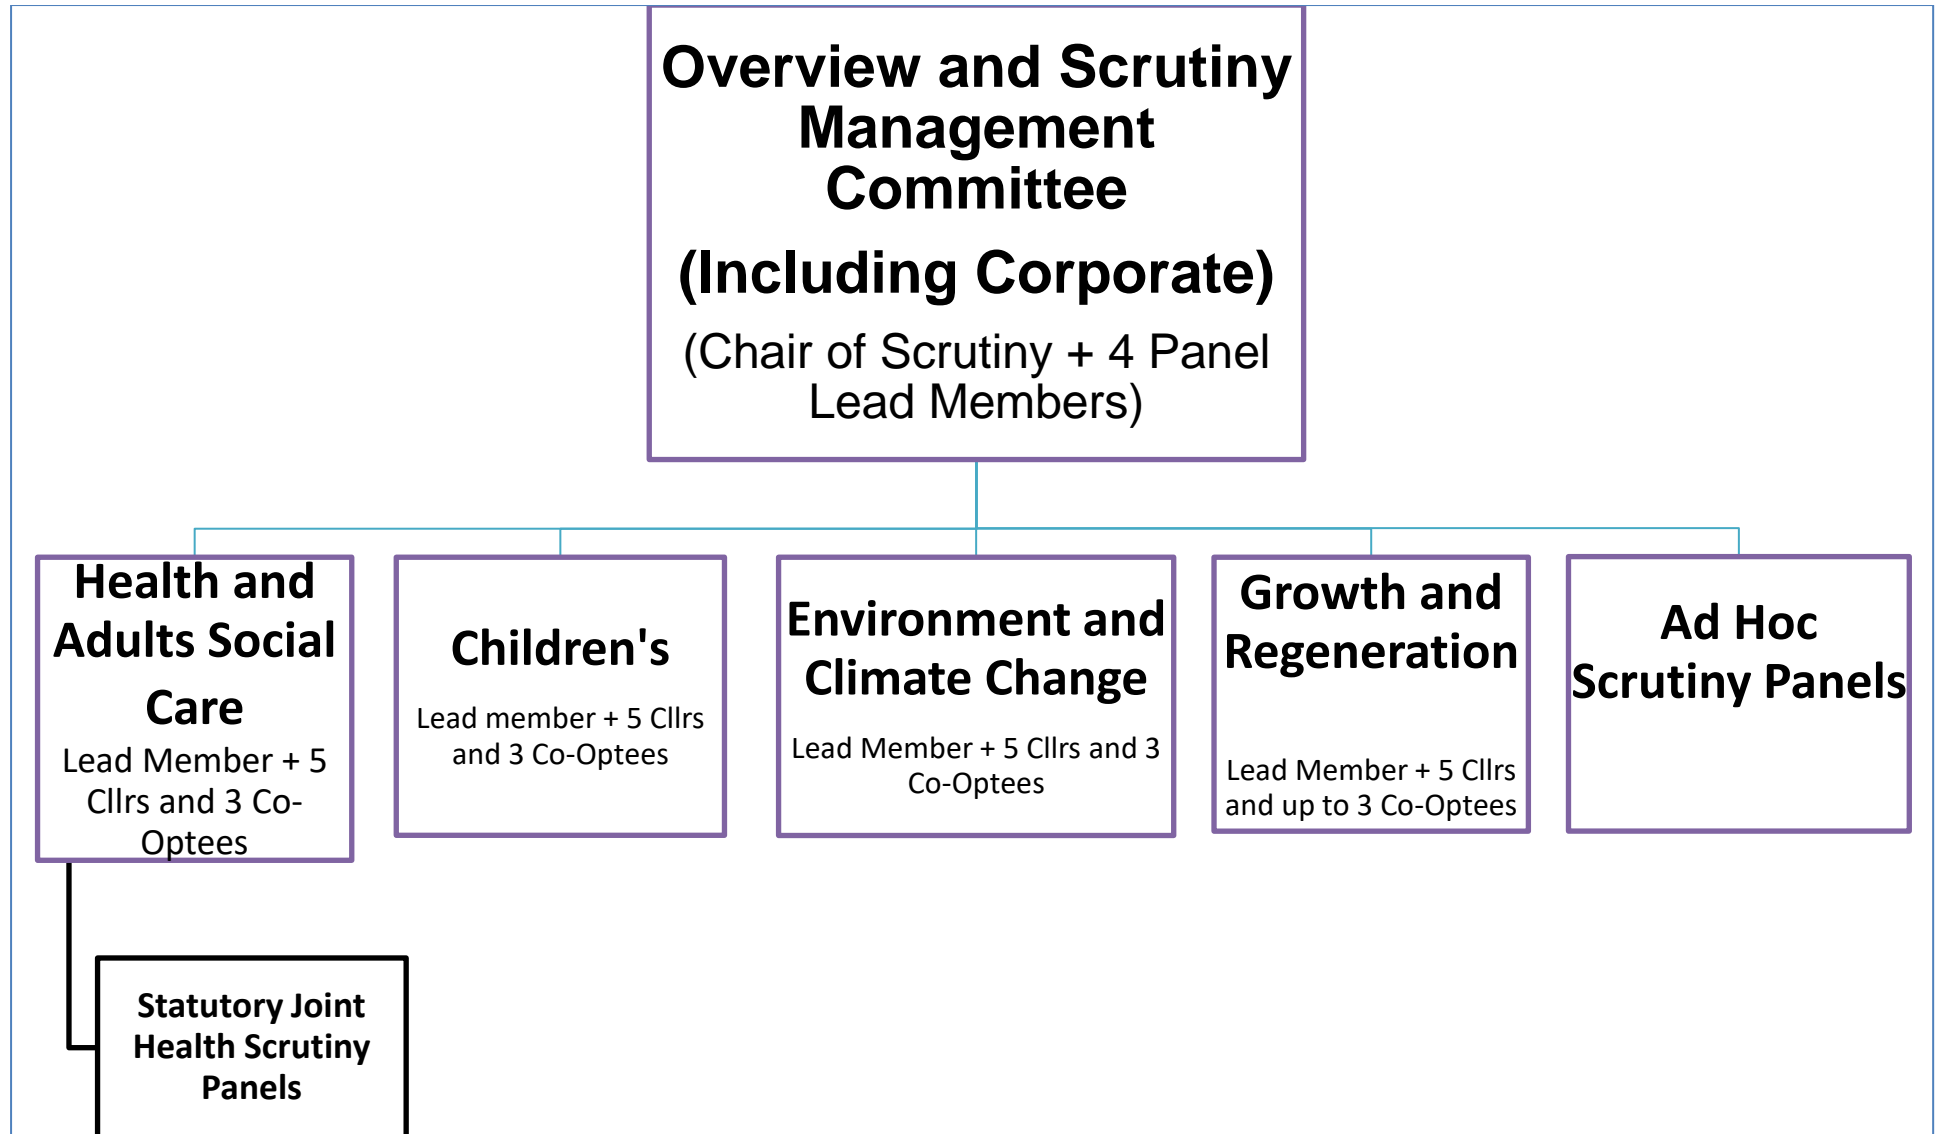 Overview and Scrutiny
Management
Committee
(Including Corporate)
(Chair of Scrutiny + 4 Panel
Lead Members)
Health and
Adults Social
Care
Lead Member + 5
Cllrs and 3 Co-
Optees
Children's
Lead member + 5 Cllrs
and 3 Co-Optees
Environment and
Climate Change
Lead Member + 5 Cllrs and 3
Co-Optees
Growth and
Regeneration
Lead Member + 5 Cllrs
and up to 3 Co-Optees
Ad Hoc
Scrutiny Panels
Statutory Joint
Health Scrutiny
Panels